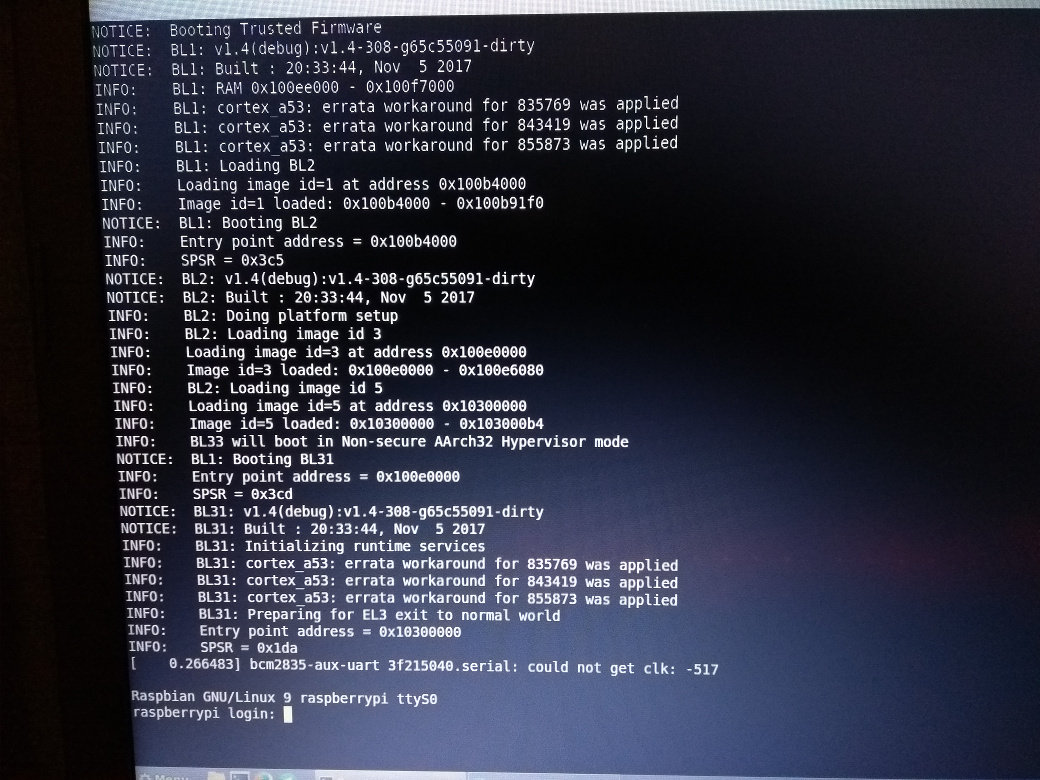 NOTICE:  Booting Trusted Firmware
NOTICE:  BL1: v1.4(debug):v1.4-308-g65c55091-dirty
NOTICE:  BL1: Built : 20:33:44, Nov  5 2017
INFO:    BL1: RAM 0x100ee000 - 0x100f7000
INFO:    BL1: cortex_a53: errata workaround for 835769 was applied
INFO:    BL1: cortex_a53: errata workaround for 843419 was applied
INFO:    BL1: cortex_a53: errata workaround for 855873 was applied
INFO:    BL1: Loading BL2
INFO:    Loading image id=1 at address 0x100b4000
INFO:    Image id=1 loaded: 0x100b4000 - 0x100b91f0
NOTICE:  BL1: Booting BL2
INFO:    Entry point address = 0x100b4000
INFO:    SPSR = 0x3c5
NOTICE:  BL2: v1.4(debug):v1.4-308-g65c55091-dirty
NOTICE:  BL2: Built : 20:33:44, Nov  5 2017
INFO:    BL2: Doing platform setup
INFO:    BL2: Loading image id 3
INFO:    Loading image id=3 at address 0x100e0000
INFO:    Image id=3 loaded: 0x100e0000 - 0x100e6080
INFO:    BL2: Loading image id 5
INFO:    Loading image id=5 at address 0x10300000
INFO:    Image id=5 loaded: 0x10300000 - 0x103000b4
INFO:    BL33 will boot in Non-secure AArch32 Hypervisor mode
NOTICE:  BL1: Booting BL31
INFO:    Entry point address = 0x100e0000
INFO:    SPSR = 0x3cd
NOTICE:  BL31: v1.4(debug):v1.4-308-g65c55091-dirty
NOTICE:  BL31: Built : 20:33:44, Nov  5 2017
INFO:    BL31: Initializing runtime services
INFO:    BL31: cortex_a53: errata workaround for 835769 was applied
INFO:    BL31: cortex_a53: errata workaround for 843419 was applied
INFO:    BL31: cortex_a53: errata workaround for 855873 was applied
INFO:    BL31: Preparing for EL3 exit to normal world
INFO:    Entry point address = 0x10300000
INFO:    SPSR = 0x1da
[    0.266483] bcm2835-aux-uart 3f215040.serial: could not get clk: -517
Raspbian GNU/Linux 9 raspberrypi ttyS0
raspberrypi login:
Menu